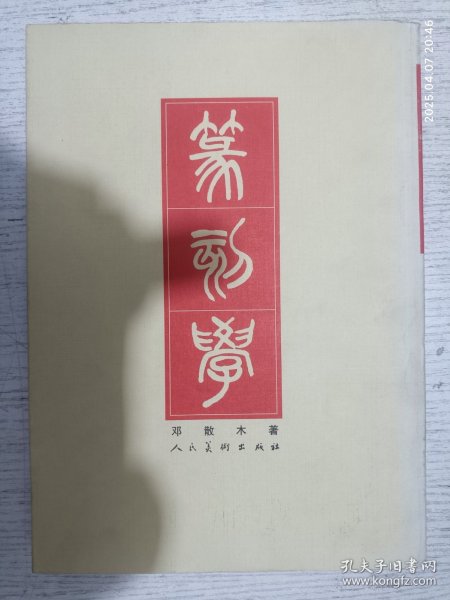 篆
刻
學
邓散木著
人民美術出版社
2025.04.07 20:46
孔夫子旧书网
www.kongfz.com